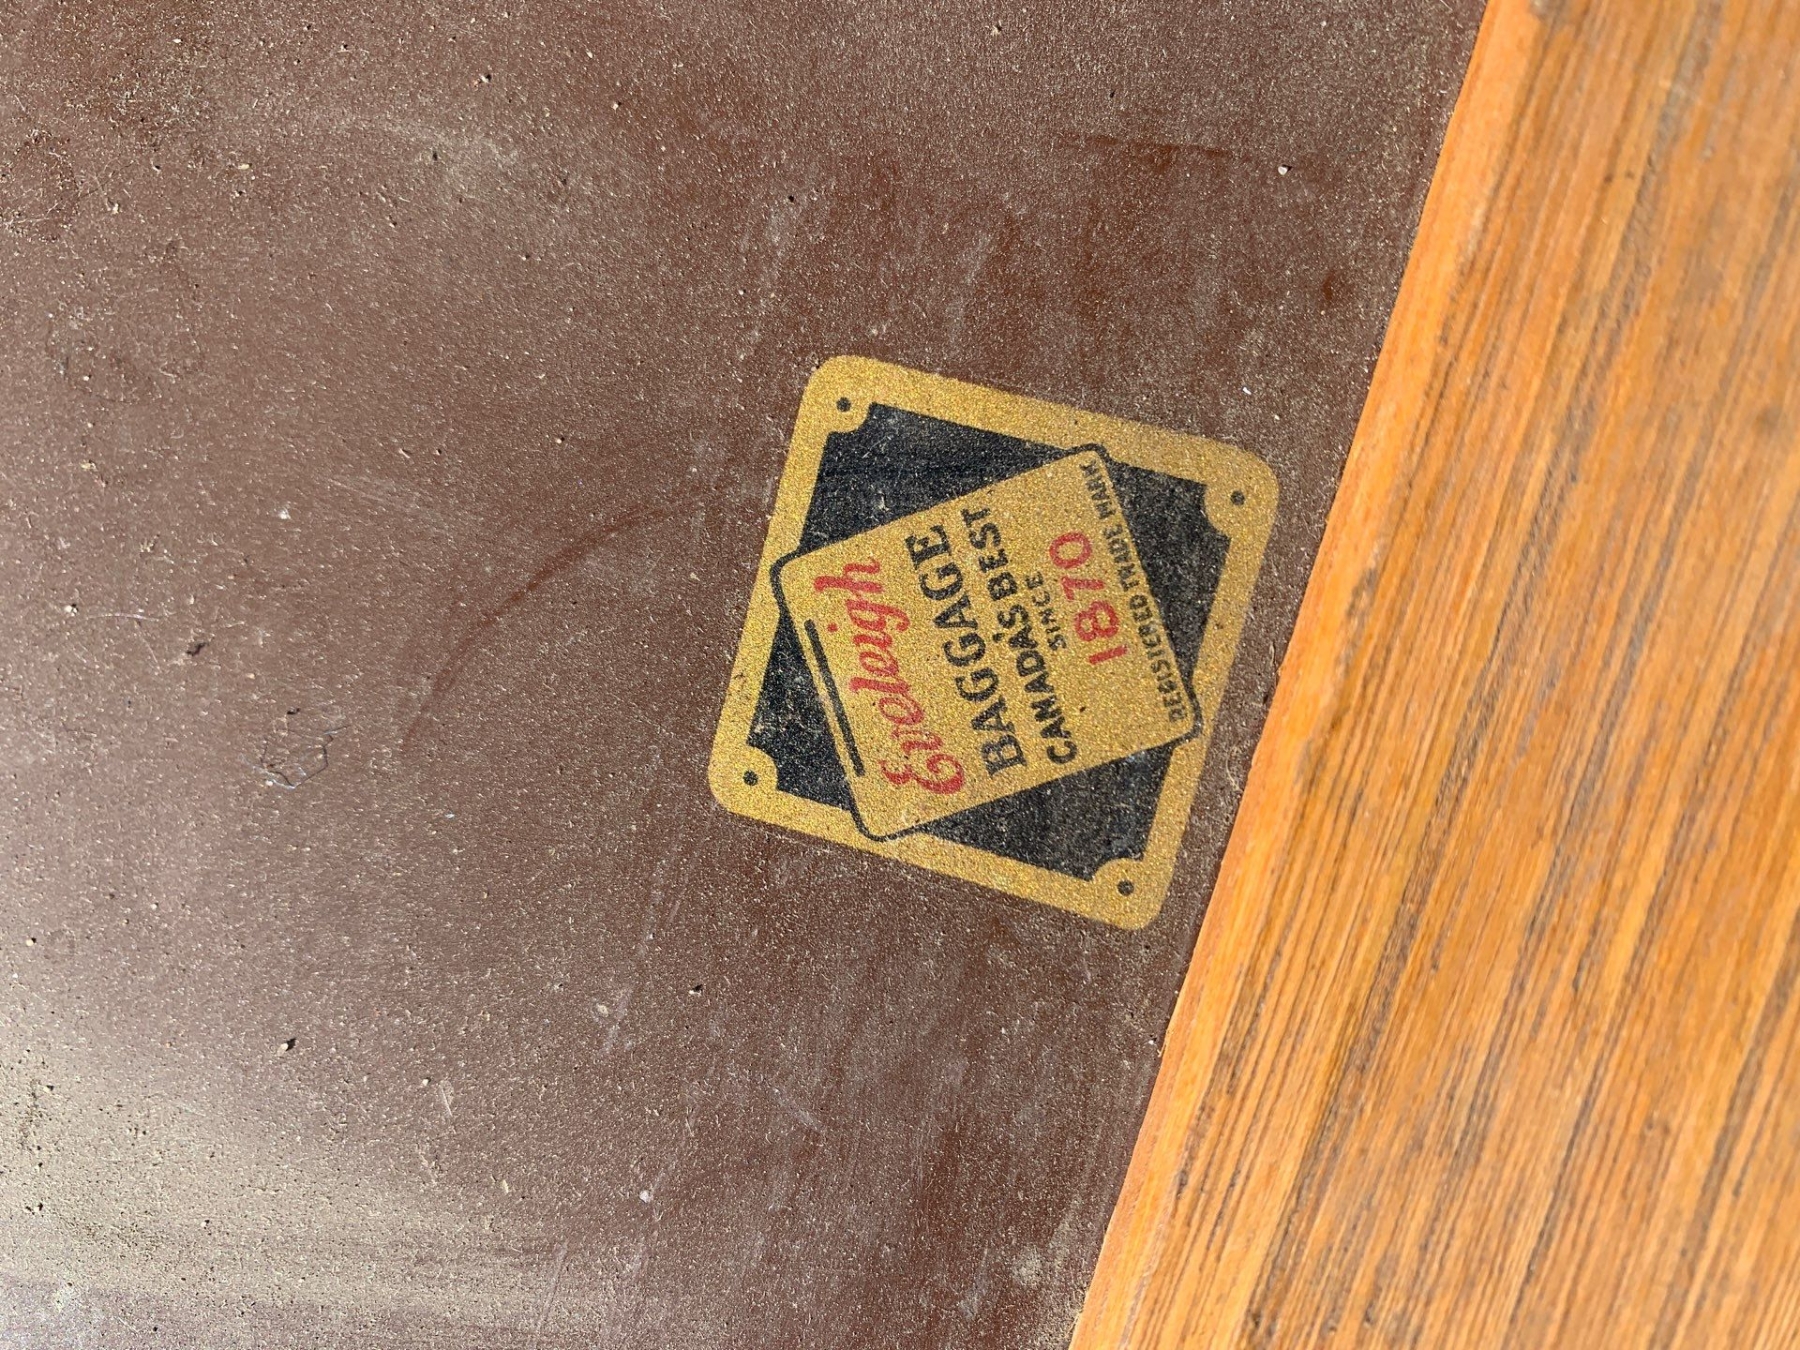 Eveleigh
BAGGAGE
CANADA'S BEST
SINCE
1870
REGISTERED TRADE MARK